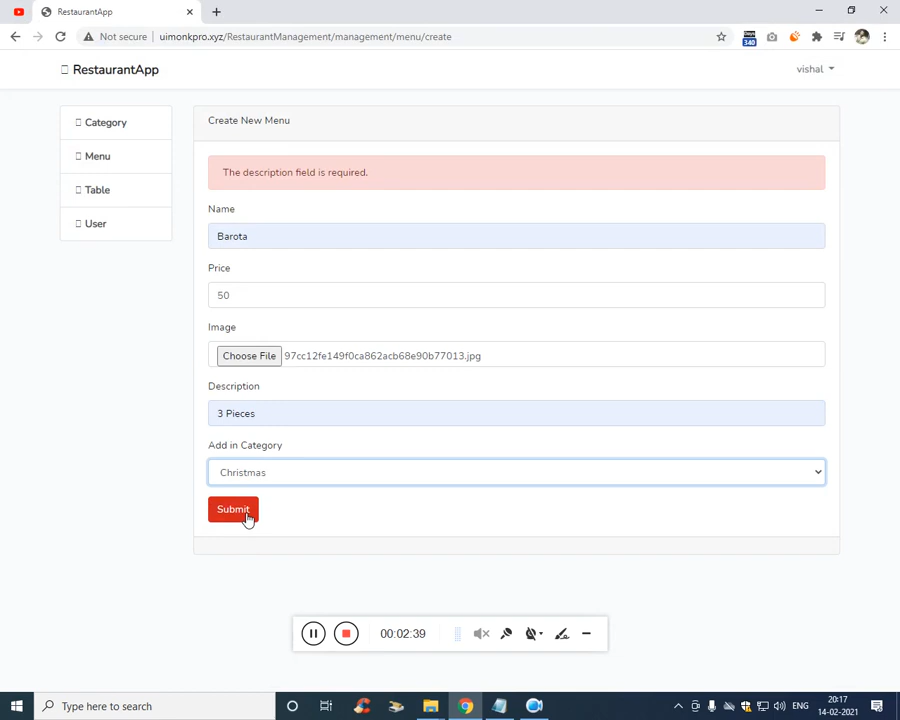 RestaurantApp
Not secure
uimonkpro.xyz/RestaurantManagement/management/menu/create
340
RestaurantApp
vishal
Category
Menu
Table
User
Create New Menu
The description field is required.
Name
Barota
Price
50
Image
Choose File 97cc12fe149f0ca862acb68e90b77013.jpg
Description
3 Pieces
Add in Category
Christmas
Submit
00:02:39
Type here to search
ENG
20:17
14-02-2021